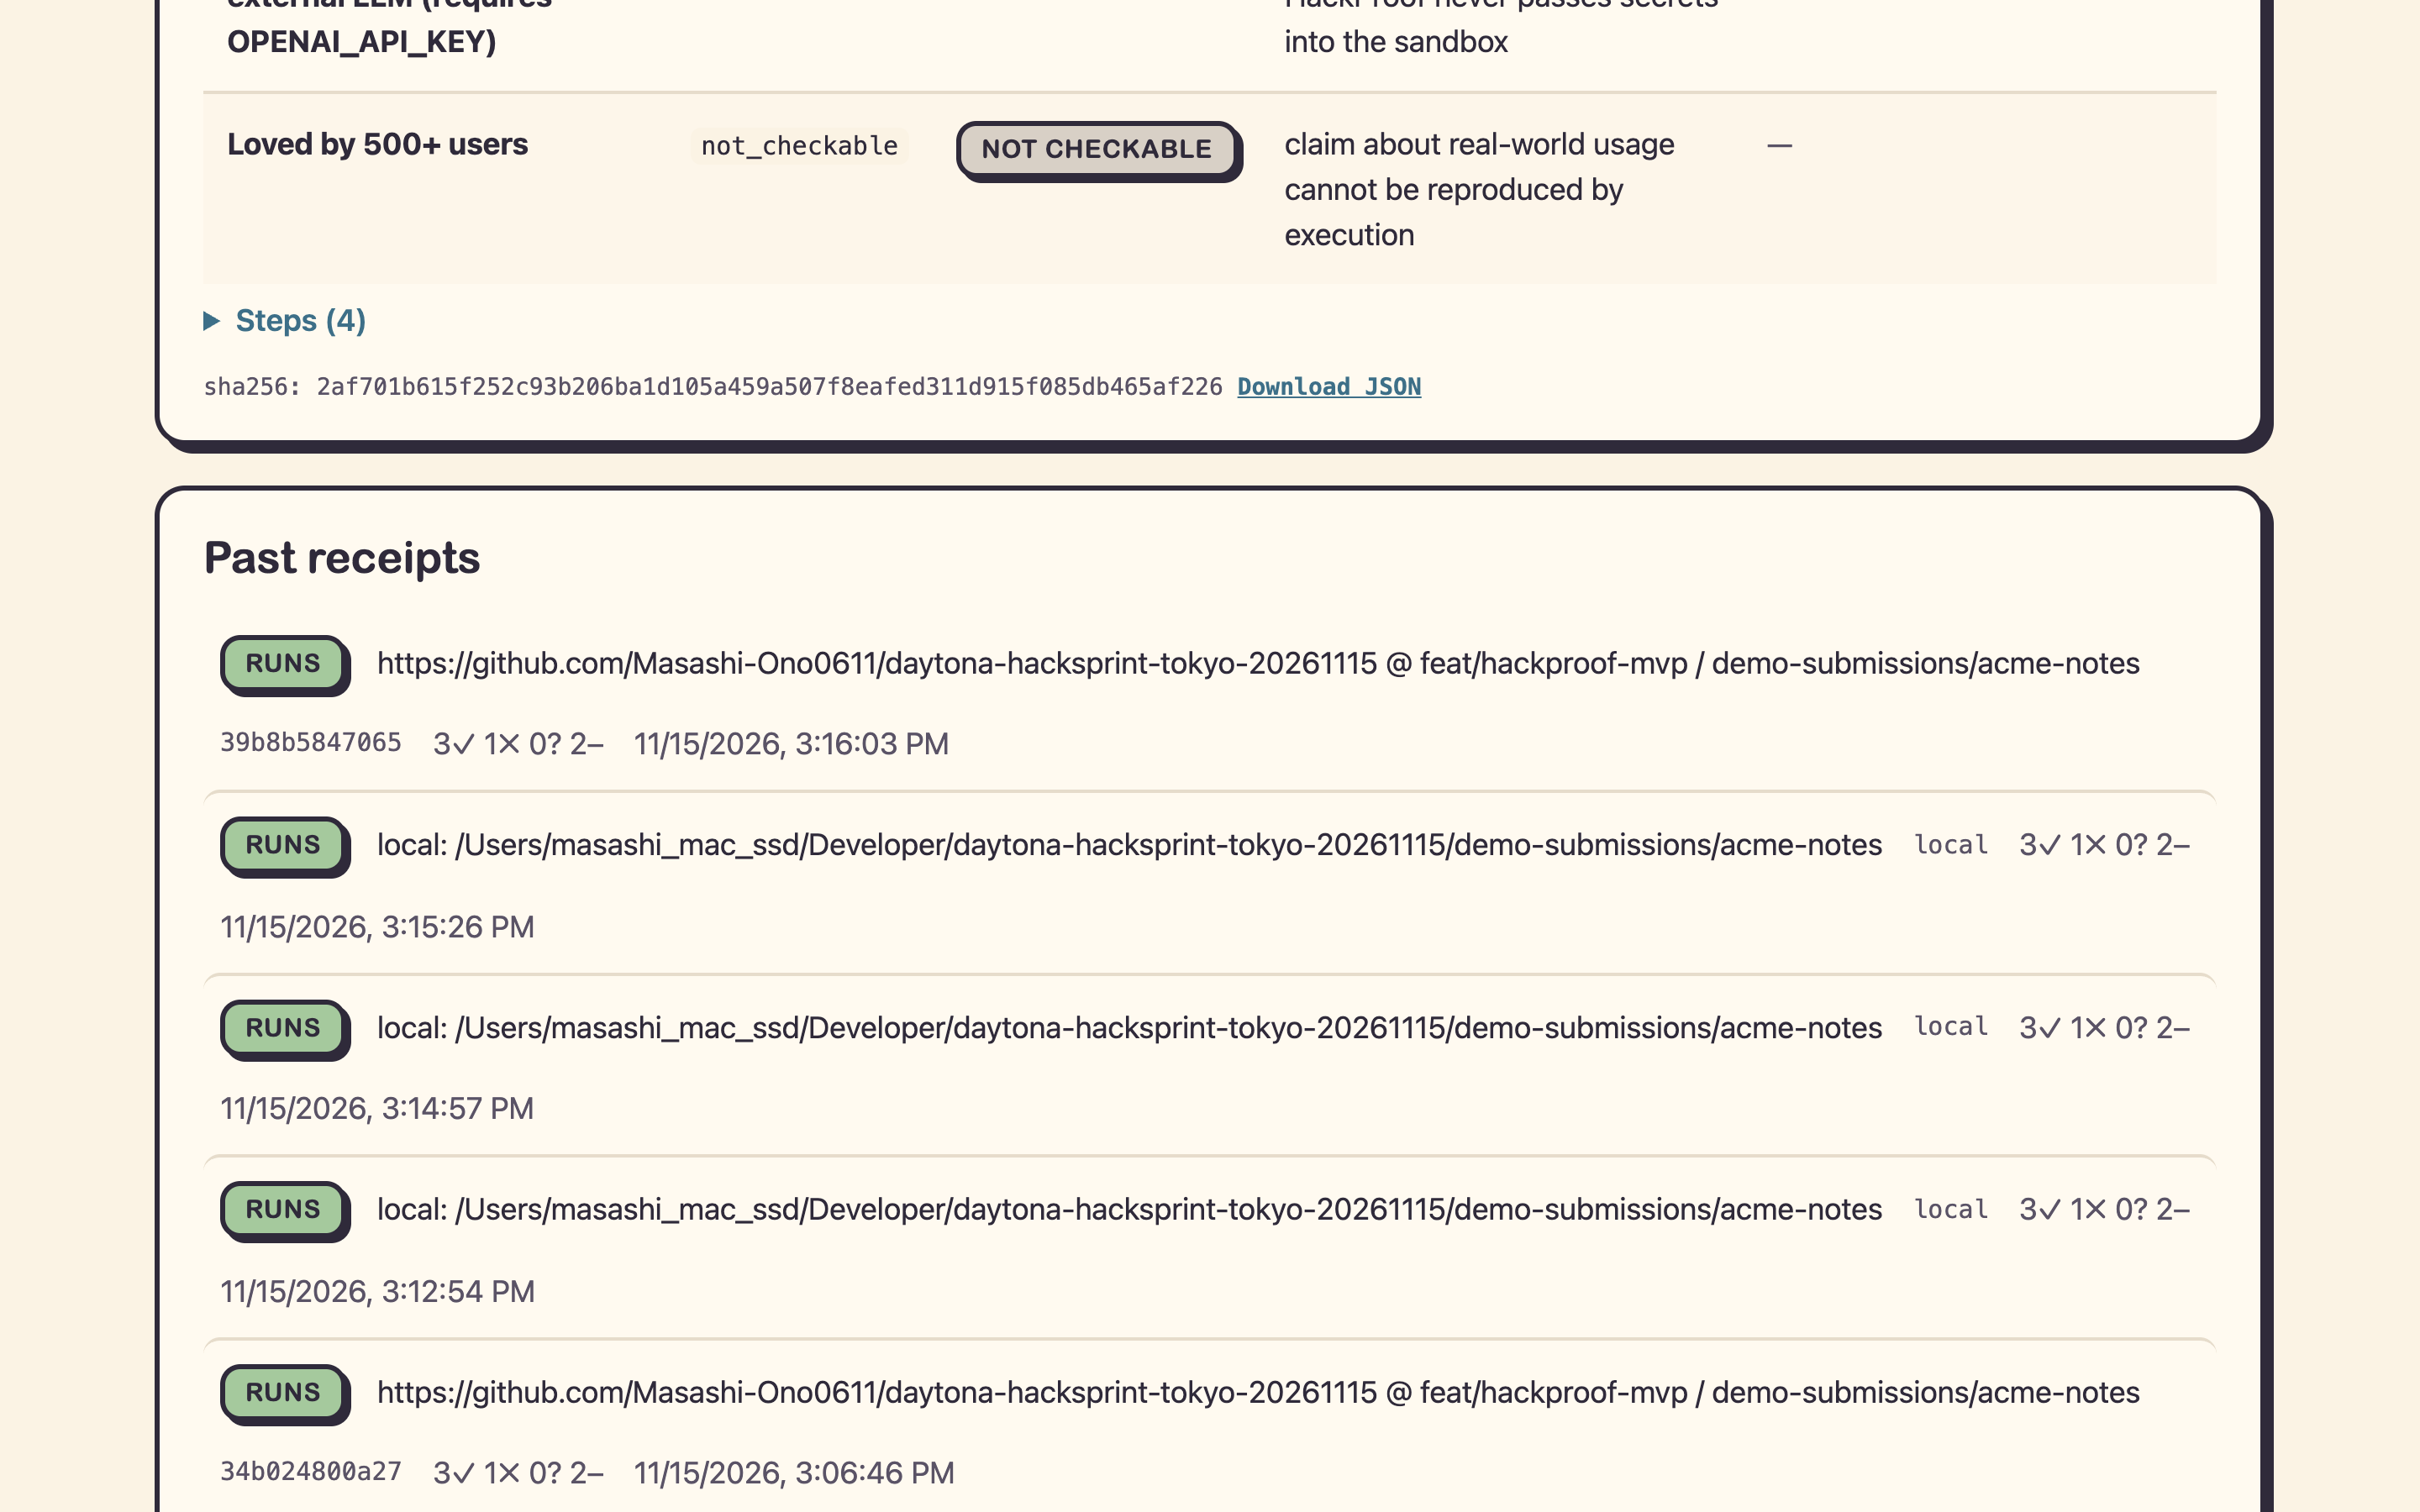 external LLM (requires
HackProof never passes secrets
OPENAI_API_KEY)
into the sandbox
Loved by 500+ users
not_checkable
NOT CHECKABLE
claim about real-world usage
—
cannot be reproduced by
execution
▶ Steps (4)
sha256: 2af701b615f252c93b206ba1d105a459a507f8eafed311d915f085db465af226 Download JSON
Past receipts
RUNS https://github.com/Masashi-Ono0611/daytona-hacksprint-tokyo-20261115 @ feat/hackproof-mvp / demo-submissions/acme-notes
39b8b5847065 3✓ 1✕ 0? 2– 11/15/2026, 3:16:03 PM
RUNS local: /Users/masashi_mac_ssd/Developer/daytona-hacksprint-tokyo-20261115/demo-submissions/acme-notes local 3✓ 1✕ 0? 2–
11/15/2026, 3:15:26 PM
RUNS local: /Users/masashi_mac_ssd/Developer/daytona-hacksprint-tokyo-20261115/demo-submissions/acme-notes local 3✓ 1✕ 0? 2–
11/15/2026, 3:14:57 PM
RUNS local: /Users/masashi_mac_ssd/Developer/daytona-hacksprint-tokyo-20261115/demo-submissions/acme-notes local 3✓ 1✕ 0? 2–
11/15/2026, 3:12:54 PM
RUNS https://github.com/Masashi-Ono0611/daytona-hacksprint-tokyo-20261115 @ feat/hackproof-mvp / demo-submissions/acme-notes
34b024800a27 3✓ 1✕ 0? 2– 11/15/2026, 3:06:46 PM